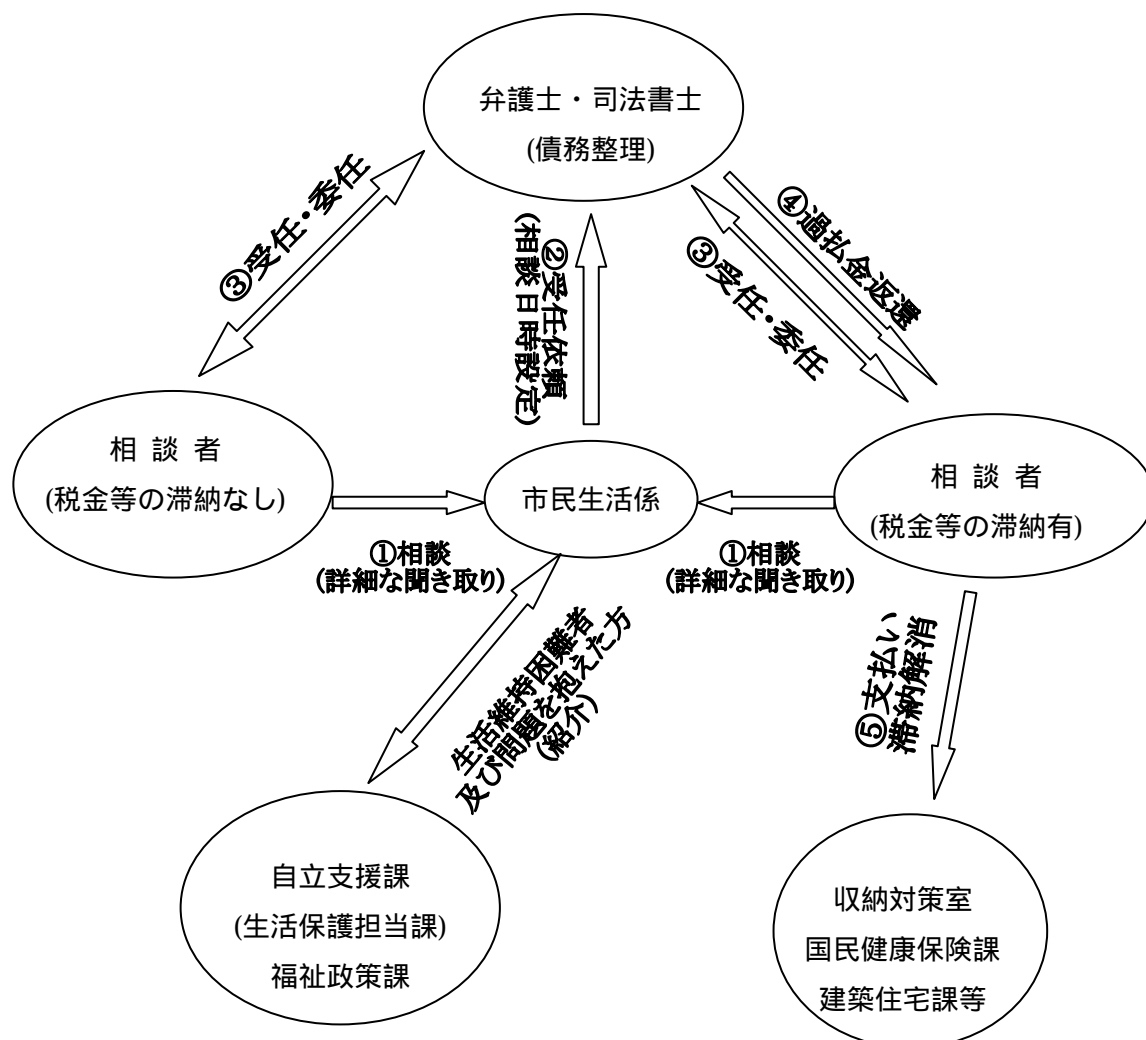 弁護士・司法書士
(債務整理)
③受任・委任
②受任依頼
(相談日時設定)
③受任・委任
④過払金返還
相 談 者
(税金等の滞納なし)
市民生活係
相 談 者
(税金等の滞納有)
①相談
(詳細な聞き取り)
①相談
(詳細な聞き取り)
生活維持困難者
及び問題を抱えた方
(紹介)
⑤支払い
滞納解消
自立支援課
(生活保護担当課)
福祉政策課
収納対策室
国民健康保険課
建築住宅課等